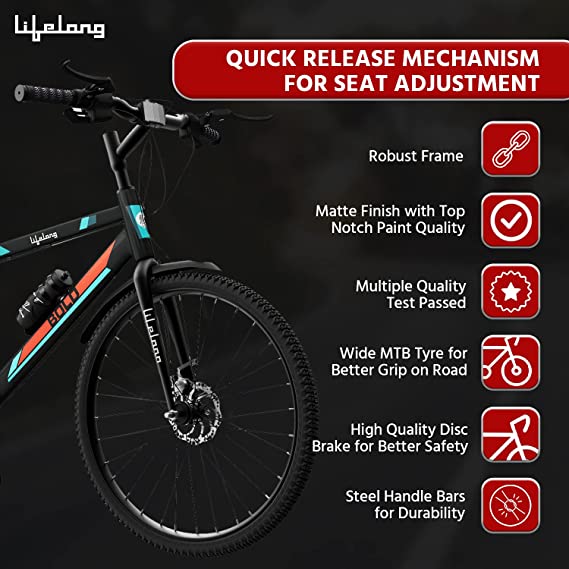 Lifelong
QUICK RELEASE MECHANISM
FOR SEAT ADJUSTMENT
Robust Frame
Matte Finish with Top
Notch Paint Quality
Multiple Quality
Test Passed
Wide MTB Tyre for
Better Grip on Road
High Quality Disc
Brake for Better Safety
Steel Handle Bars
for Durability
Lifelong
BOLD
Lifelong